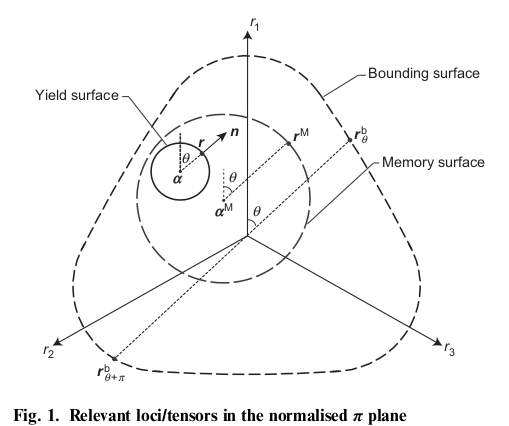 r1
Bounding surface
Yield surface
r^M
r^b_θ
r
n
θ
α
Memory surface
θ
α^M
θ
r2
r3
r^b_θ+π
Fig. 1. Relevant loci/tensors in the normalised π plane